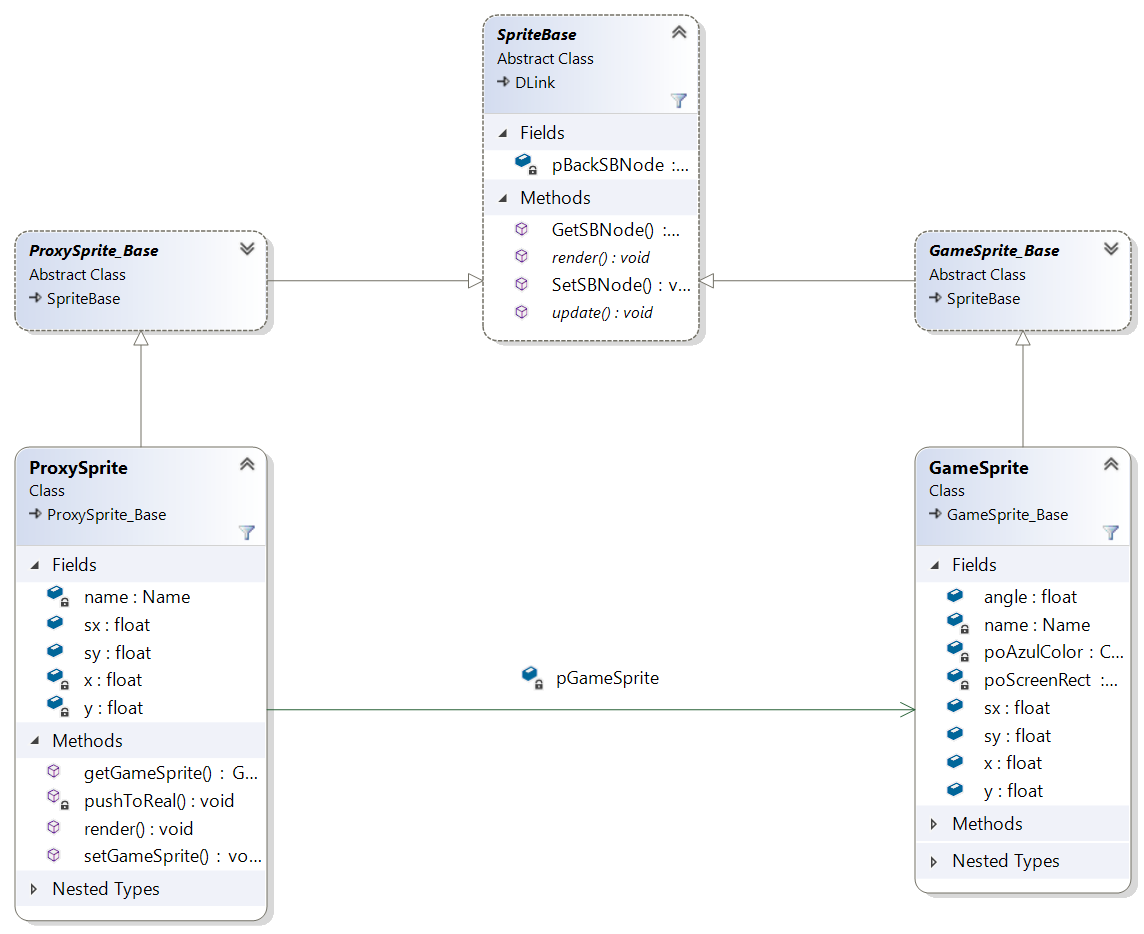 SpriteBase
Abstract Class
DLink
Fields
pBackSBNode :...
Methods
GetSBNode() :...
render() : void
SetSBNode() : v...
update() : void
ProxySprite_Base
Abstract Class
SpriteBase
GameSprite_Base
Abstract Class
SpriteBase
ProxySprite
Class
ProxySprite_Base
Fields
name : Name
sx : float
sy : float
x : float
y : float
Methods
getGameSprite() : G...
pushToReal() : void
render() : void
setGameSprite() : vo...
Nested Types
pGameSprite
GameSprite
Class
GameSprite_Base
Fields
angle : float
name : Name
poAzulColor : C...
poScreenRect :...
sx : float
sy : float
x : float
y : float
Methods
Nested Types